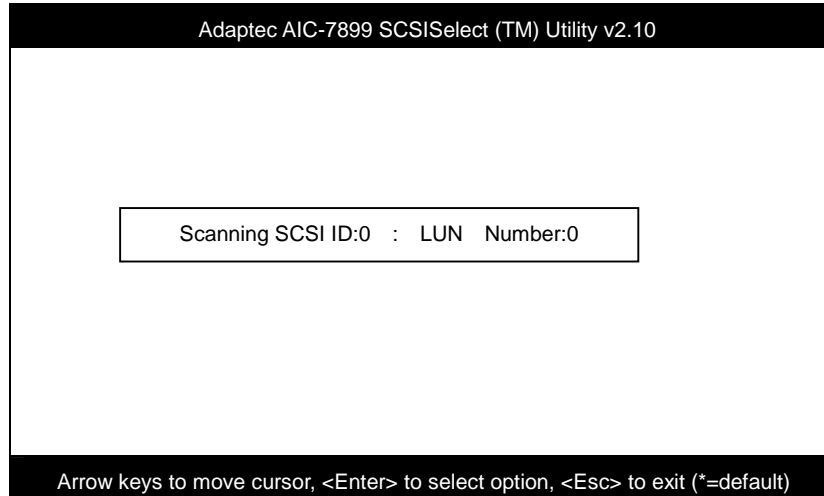 Adaptec AIC-7899 SCSISelect (TM) Utility v2.10
Scanning SCSI ID:0 : LUN Number:0
Arrow keys to move cursor, <Enter> to select option, <Esc> to exit (*=default)